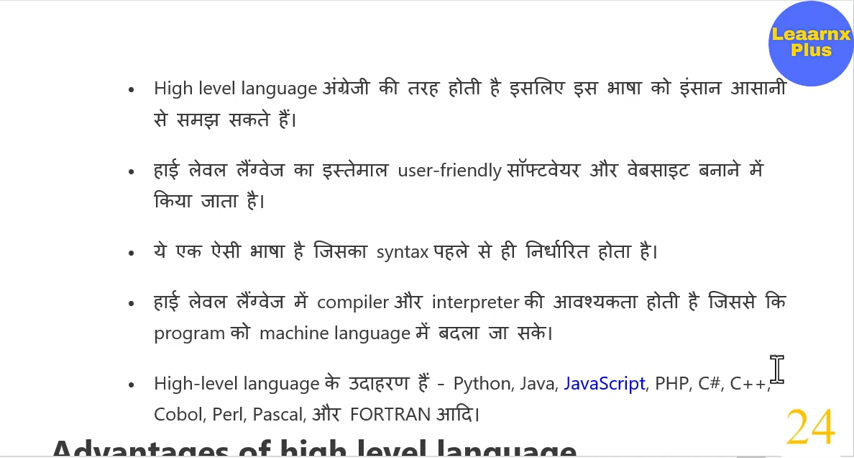 Leaarnx
Plus
• High level language अंग्रेजी की तरह होती है इसलिए इस भाषा को इंसान आसानी
से समझ सकते हैं।
• हाई लेवल लैंग्वेज का इस्तेमाल user-friendly सॉफ्टवेयर और वेबसाइट बनाने में
किया जाता है।
• ये एक ऐसी भाषा है जिसका syntax पहले से ही निर्धारित होता है।
• हाई लेवल लैंग्वेज में compiler और interpreter की आवश्यकता होती है जिससे कि
program को machine language में बदला जा सके।
• High-level language के उदाहरण हैं - Python, Java, JavaScript, PHP, C#, C++,
Cobol, Perl, Pascal, और FORTRAN आदि।
24
Advantages of high level language